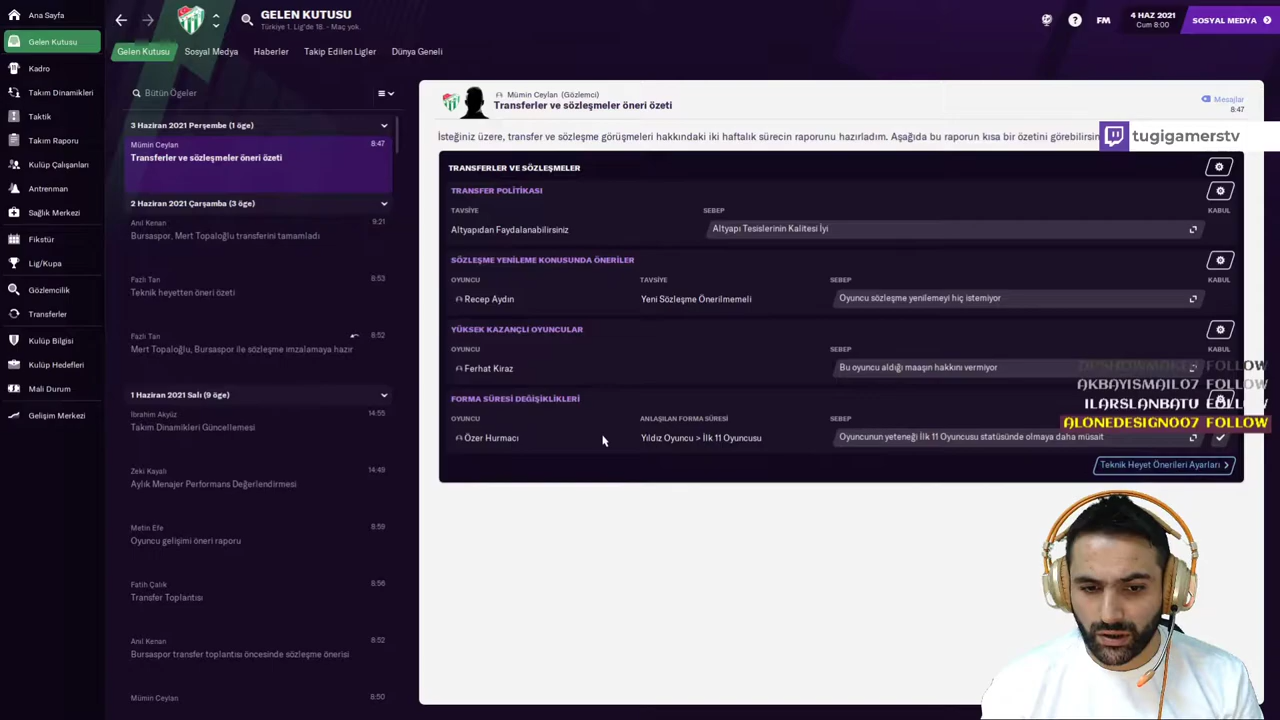 Ana Sayfa
Gelen Kutusu
Kadro
Takım Dinamikleri
Taktik
Takım Raporu
Kulüp Çalışanları
Antrenman
Sağlık Merkezi
Fikstür
Lig/Kupa
Gözlemcilik
Transferler
Kulüp Bilgisi
Kulüp Hedefleri
Mali Durum
Gelişim Merkezi
GELEN KUTUSU
Türkiye 1. Lig'de 18. - Maç yok.
FM
4 HAZ 2021
Cum 8:00
SOSYAL MEDYA
Gelen Kutusu Sosyal Medya Haberler Takip Edilen Ligler Dünya Geneli
Bütün Ögeler
3 Haziran 2021 Perşembe (1 öge)
Mümin Ceylan 8:47
Transferler ve sözleşmeler öneri özeti
2 Haziran 2021 Çarşamba (3 öge)
Anıl Kenan 9:21
Bursaspor, Mert Topaloğlu transferini tamamladı
Fazlı Tan 8:53
Teknik heyetten öneri özeti
Fazlı Tan 8:52
Mert Topaloğlu, Bursaspor ile sözleşme imzalamaya hazır
1 Haziran 2021 Salı (9 öge)
İbrahim Akyüz 14:55
Takım Dinamikleri Güncellemesi
Zeki Kayalı 14:49
Aylık Menajer Performans Değerlendirmesi
Metin Efe 8:59
Oyuncu gelişimi öneri raporu
Fatih Çalık 8:56
Transfer Toplantısı
Anıl Kenan 8:52
Bursaspor transfer toplantısı öncesinde sözleşme önerisi
Mümin Ceylan 8:50
Mümin Ceylan (Gözlemci)
Transferler ve sözleşmeler öneri özeti
Mesajlar
8:47
İsteğiniz üzere, transfer ve sözleşme görüşmeleri hakkındaki iki haftalık sürecin raporunu hazırladım. Aşağıda bu raporun kısa bir özetini görebilirsin
tugigamerstv
TRANSFERLER VE SÖZLEŞMELER
TRANSFER POLİTİKASI
TAVSİYE SEBEP KABUL
Altyapıdan Faydalanabilirsiniz Altyapı Tesislerinin Kalitesi İyi
SÖZLEŞME YENİLEME KONUSUNDA ÖNERİLER
OYUNCU TAVSİYE SEBEP KABUL
Recep Aydın Yeni Sözleşme Önerilmemeli Oyuncu sözleşme yenilemeyi hiç istemiyor
YÜKSEK KAZANÇLI OYUNCULAR
OYUNCU SEBEP KABUL
Ferhat Kiraz Bu oyuncu aldığı maaşın hakkını vermiyor
FOLLOW
AKBAYISMAIL07 FOLLOW
ILARSLANBATU FOLLOW
ALONEDESIGN007 FOLLOW
FORMA SÜRESİ DEĞİŞİKLİKLERİ
OYUNCU ANLAŞILAN FORMA SÜRESİ SEBEP
Özer Hurmacı Yıldız Oyuncu > İlk 11 Oyuncusu Oyuncunun yeteneği İlk 11 Oyuncusu statüsünde olmaya daha müsait
Teknik Heyet Önerileri Ayarları